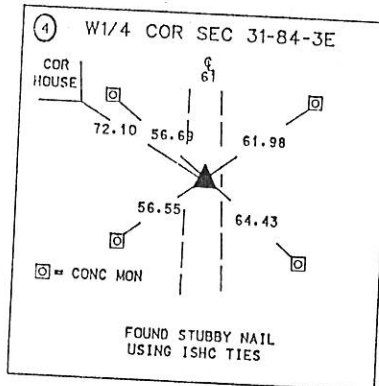 4 W1/4 COR SEC 31-84-3E
COR
HOUSE
℄
61
72.10
56.69
61.98
56.55
64.43
= CONC MON
FOUND STUBBY NAIL
USING ISHC TIES